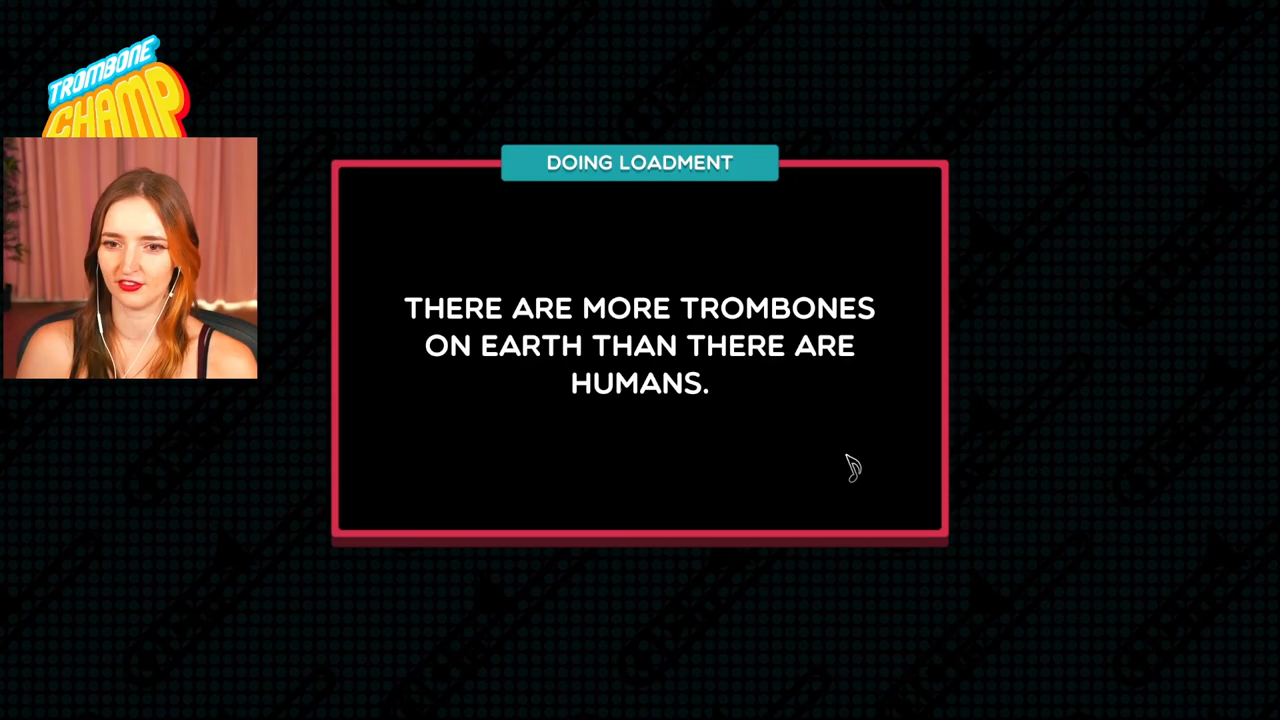 TROMBONE
CHAMP
DOING LOADMENT
THERE ARE MORE TROMBONES
ON EARTH THAN THERE ARE
HUMANS.